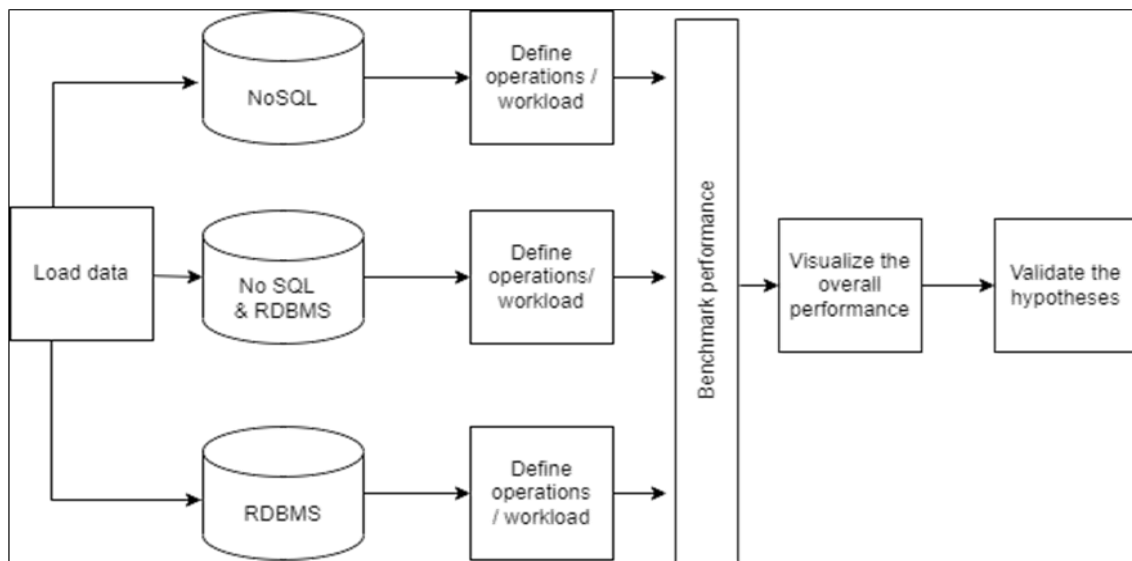 NoSQL
Define
operations /
workload
Load data
No SQL
& RDBMS
Define
operations/
workload
RDBMS
Define
operations
/ workload
Benchmark performance
Visualize the
overall
performance
Validate the
hypotheses